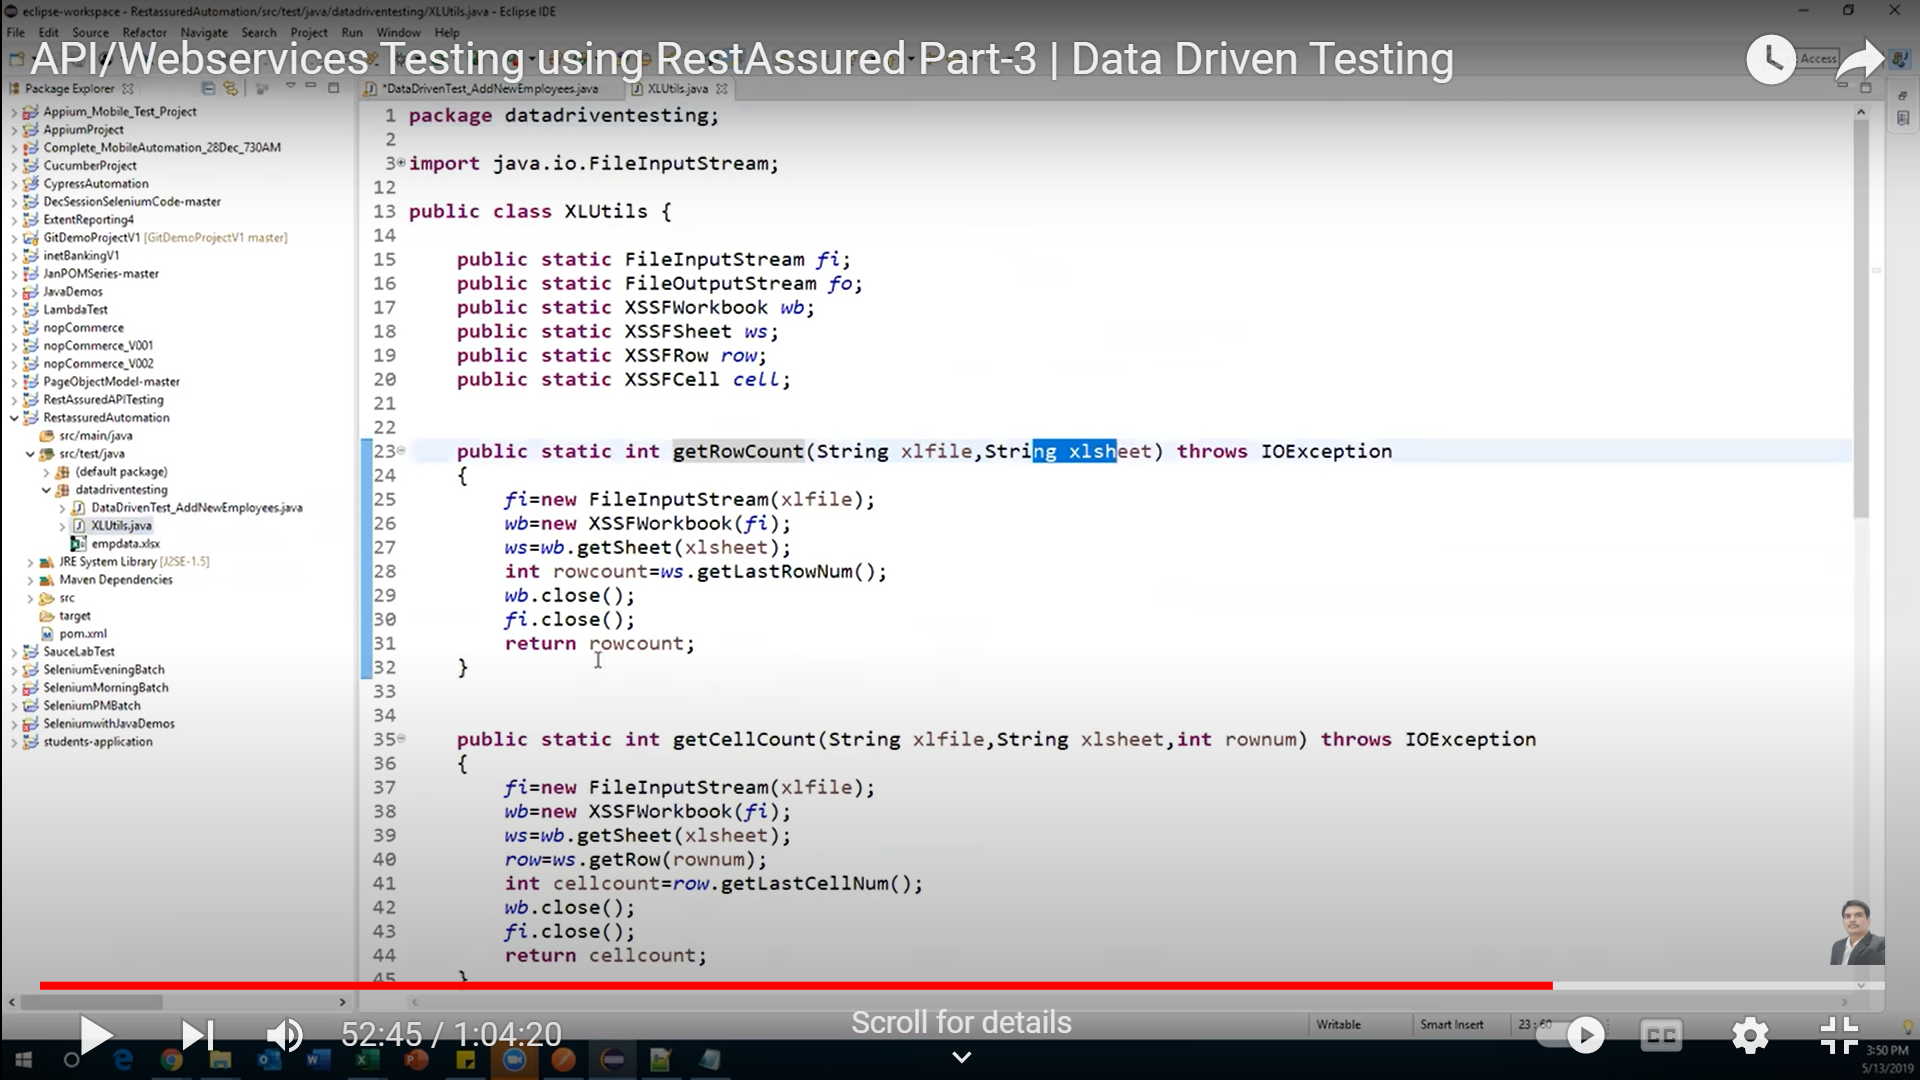 eclipse-workspace - RestassuredAutomation/src/test/java/datadriventesting/XLUtils.java - Eclipse IDE
File Edit Source Refactor Navigate Search Project Run Window Help
API/Webservices Testing using RestAssured Part-3 | Data Driven Testing
Access
Package Explorer
*DataDrivenTest_AddNewEmployees.java
XLUtils.java
Appium_Mobile_Test_Project
AppiumProject
Complete_MobileAutomation_28Dec_730AM
CucumberProject
CypressAutomation
DecSessionSeleniumCode-master
ExtentReporting4
GitDemoProjectV1 [GitDemoProjectV1 master]
inetBankingV1
JanPOMSeries-master
JavaDemos
LambdaTest
nopCommerce
nopCommerce_V001
nopCommerce_V002
PageObjectModel-master
RestAssuredAPITesting
RestassuredAutomation
src/main/java
src/test/java
(default package)
datadriventesting
DataDrivenTest_AddNewEmployees.java
XLUtils.java
empdata.xlsx
JRE System Library [J2SE-1.5]
Maven Dependencies
src
target
pom.xml
SauceLabTest
SeleniumEveningBatch
SeleniumMorningBatch
SeleniumPMBatch
SeleniumwithJavaDemos
students-application
1 package datadriventesting;
2
3 import java.io.FileInputStream;
12
13 public class XLUtils {
14
15 public static FileInputStream fi;
16 public static FileOutputStream fo;
17 public static XSSFWorkbook wb;
18 public static XSSFSheet ws;
19 public static XSSFRow row;
20 public static XSSFCell cell;
21
22
23 public static int getRowCount(String xlfile,String xlsheet) throws IOException
24 {
25 fi=new FileInputStream(xlfile);
26 wb=new XSSFWorkbook(fi);
27 ws=wb.getSheet(xlsheet);
28 int rowcount=ws.getLastRowNum();
29 wb.close();
30 fi.close();
31 return rowcount;
32 }
33
34
35 public static int getCellCount(String xlfile,String xlsheet,int rownum) throws IOException
36 {
37 fi=new FileInputStream(xlfile);
38 wb=new XSSFWorkbook(fi);
39 ws=wb.getSheet(xlsheet);
40 row=ws.getRow(rownum);
41 int cellcount=row.getLastCellNum();
42 wb.close();
43 fi.close();
44 return cellcount;
45 }
52:45 / 1:04:20
Scroll for details
Writable
Smart Insert
23 : 60
CC
3:50 PM
5/13/2019